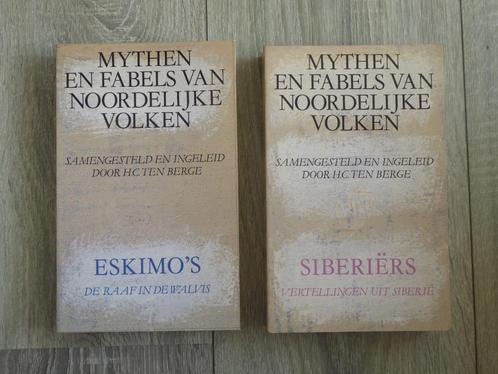 MYTHEN
EN FABELS VAN
NOORDELIJKE
VOLKEN
SAMENGESTELD EN INGELEID
DOOR H.C. TEN BERGE
ESKIMO'S
DE RAAF IN DE WALVIS
MYTHEN
EN FABELS VAN
NOORDELIJKE
VOLKEN
SAMENGESTELD EN INGELEID
DOOR H.C. TEN BERGE
SIBERIËRS
VERTELLINGEN UIT SIBERIË